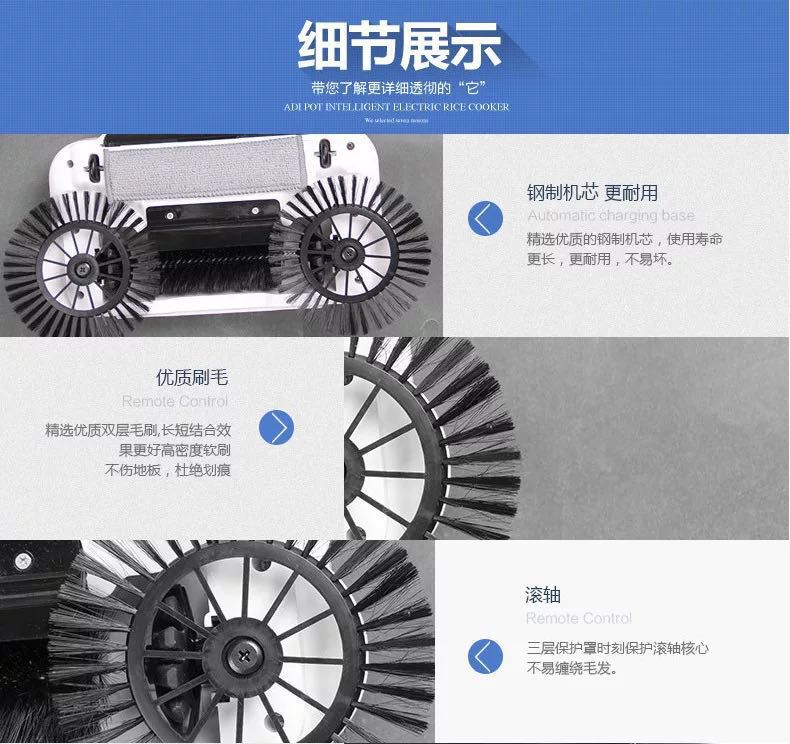 细节展示
带您了解更详细透彻的“它”
ADI POT INTELLIGENT ELECTRIC RICE COOKER
We selected seven reasons
钢制机芯 更耐用
Automatic charging base
精选优质的钢制机芯，使用寿命
更长，更耐用，不易坏。
优质刷毛
Remote Control
精选优质双层毛刷,长短结合效
果更好高密度软刷
不伤地板，杜绝划痕
滚轴
Remote Control
三层保护罩时刻保护滚轴核心
不易缠绕毛发。